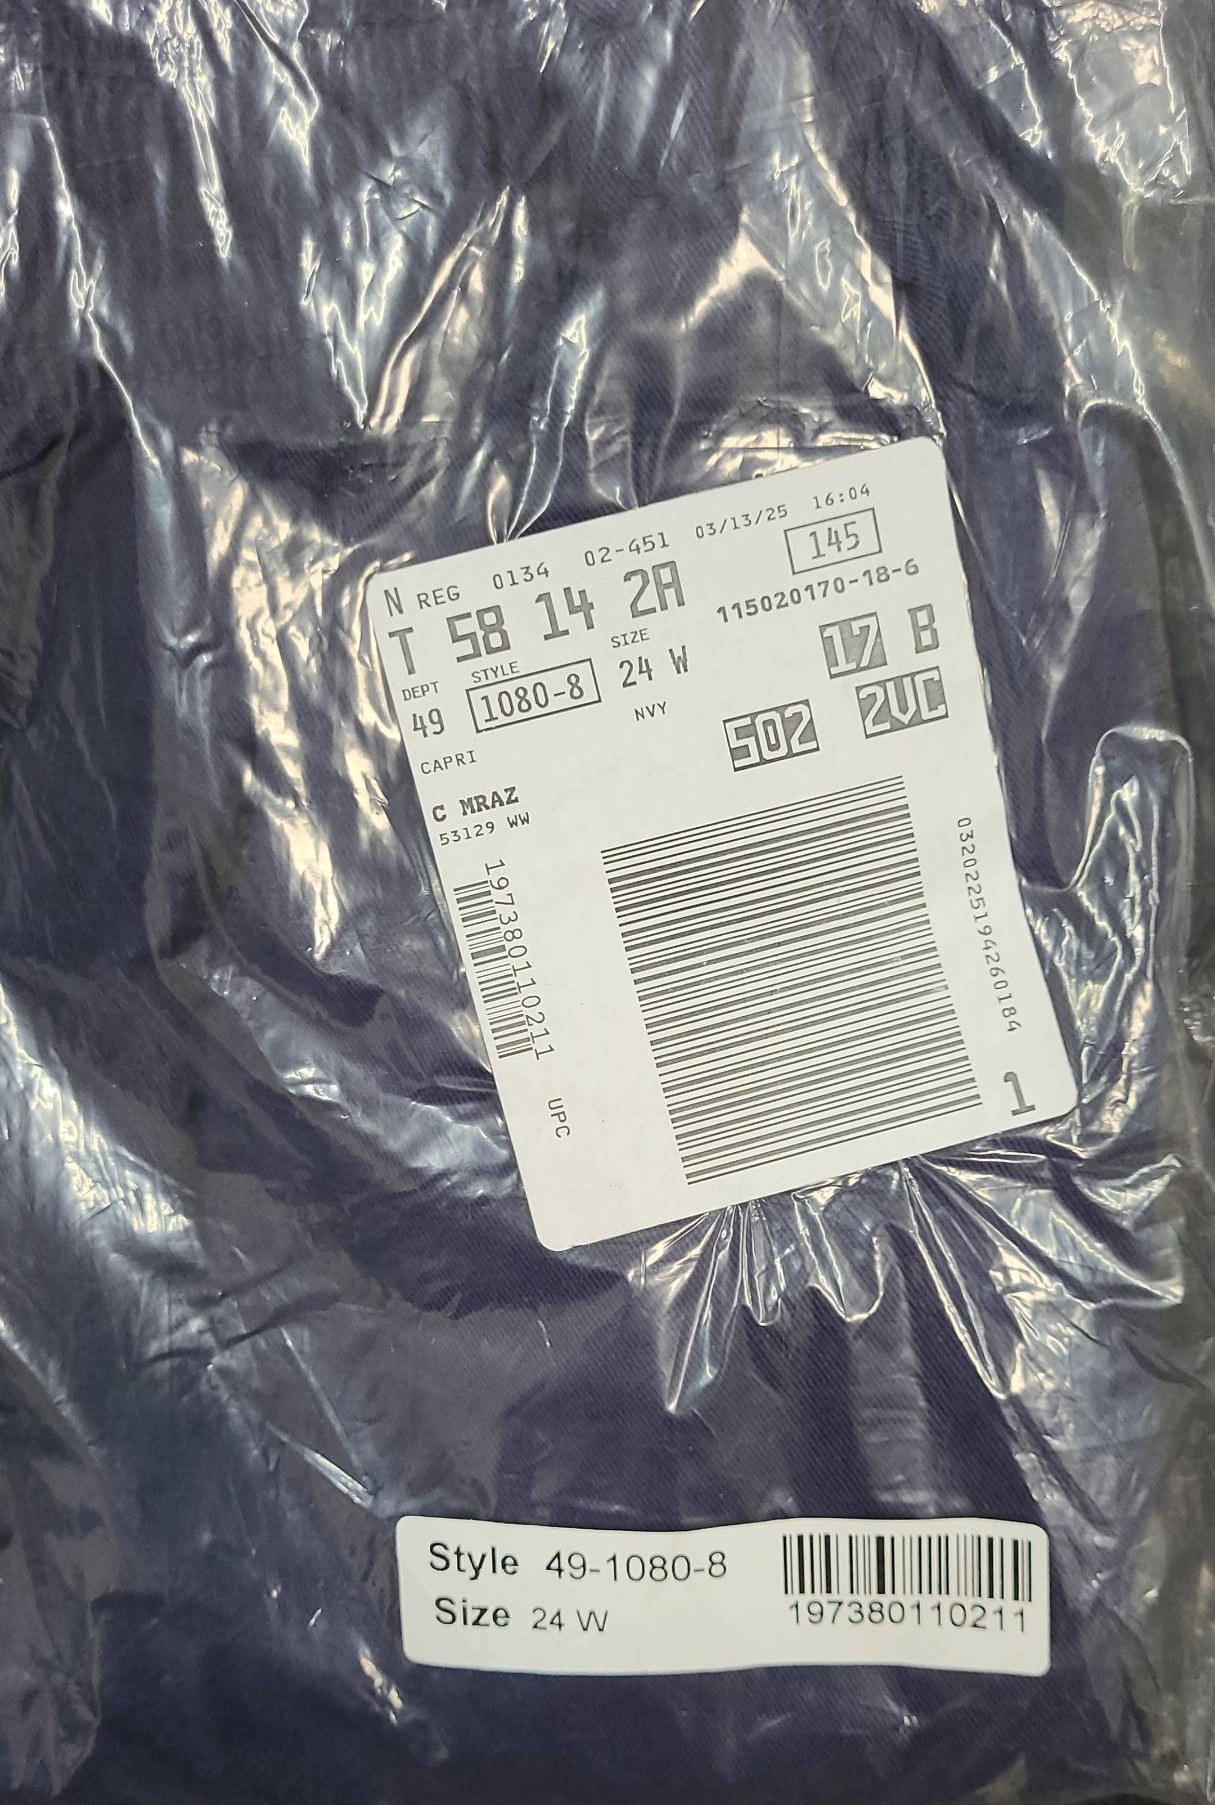 N REG 0134 02-451 03/13/25 16:04
T 58 14 2A 145
115020170-18-6
DEPT STYLE SIZE 17 B
49 1080-8 24 W
NVY 502 2VC
CAPRI
C MRAZ
53129 WW
197380110211 UPC
0320225194260184
1
Style 49-1080-8
Size 24 W
197380110211